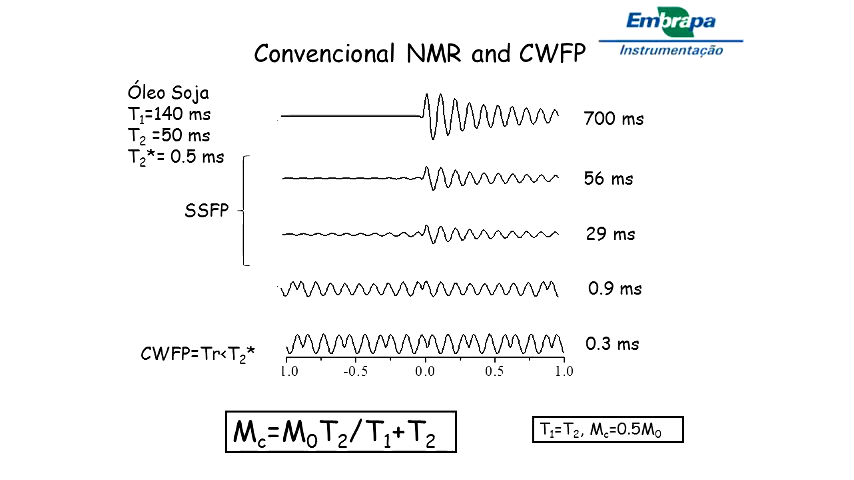 Embrapa
Instrumentação
Convencional NMR and CWFP
Óleo Soja
T₁=140 ms
T₂ =50 ms
T₂*= 0.5 ms
700 ms
56 ms
SSFP
29 ms
0.9 ms
CWFP=Tr<T₂*
0.3 ms
1.0 -0.5 0.0 0.5 1.0
M꜀=M₀T₂/T₁+T₂
T₁=T₂, M꜀=0.5M₀